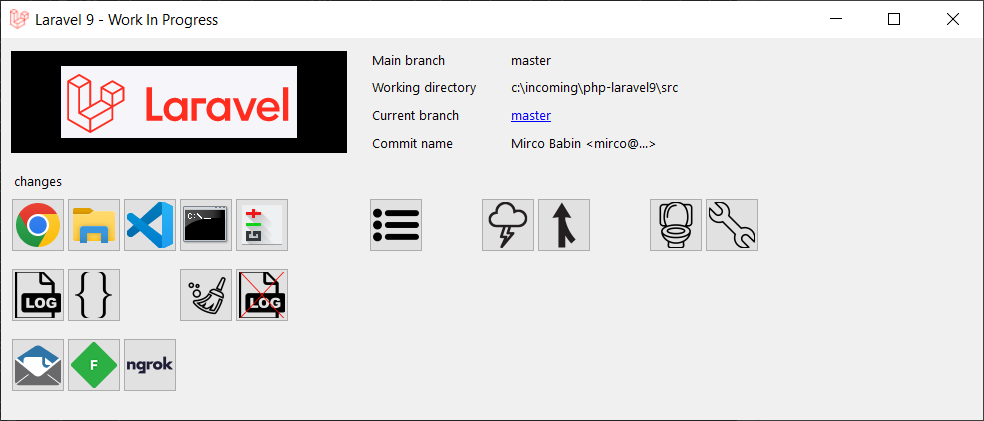 Laravel 9 - Work In Progress
Laravel
Main branch master
Working directory c:\incoming\php-laravel9\src
Current branch master
Commit name Mirco Babin <mirco@...>
changes
C:\_
LOG { } LOG
F ngrok